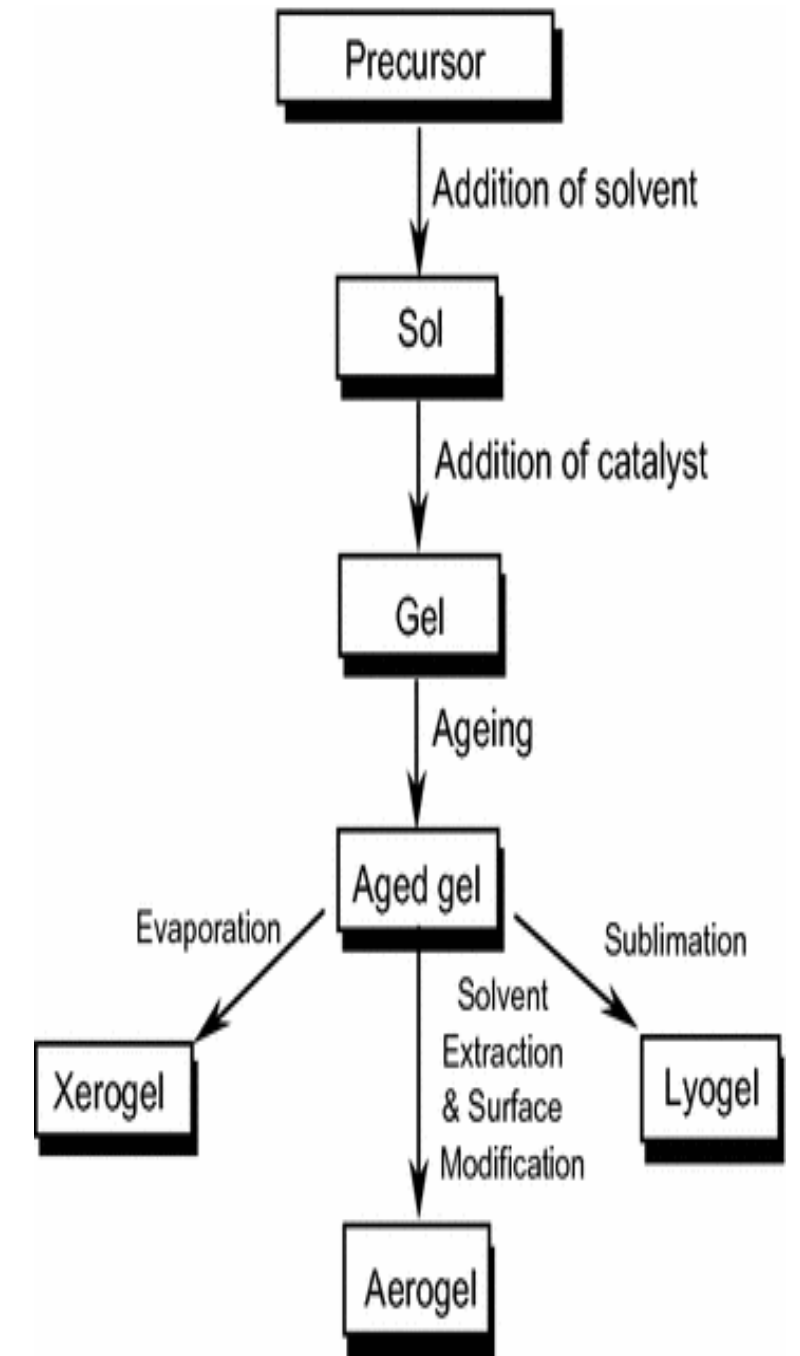 Precursor
Addition of solvent
Sol
Addition of catalyst
Gel
Ageing
Aged gel
Evaporation
Sublimation
Solvent
Extraction
& Surface
Modification
Xerogel
Lyogel
Aerogel